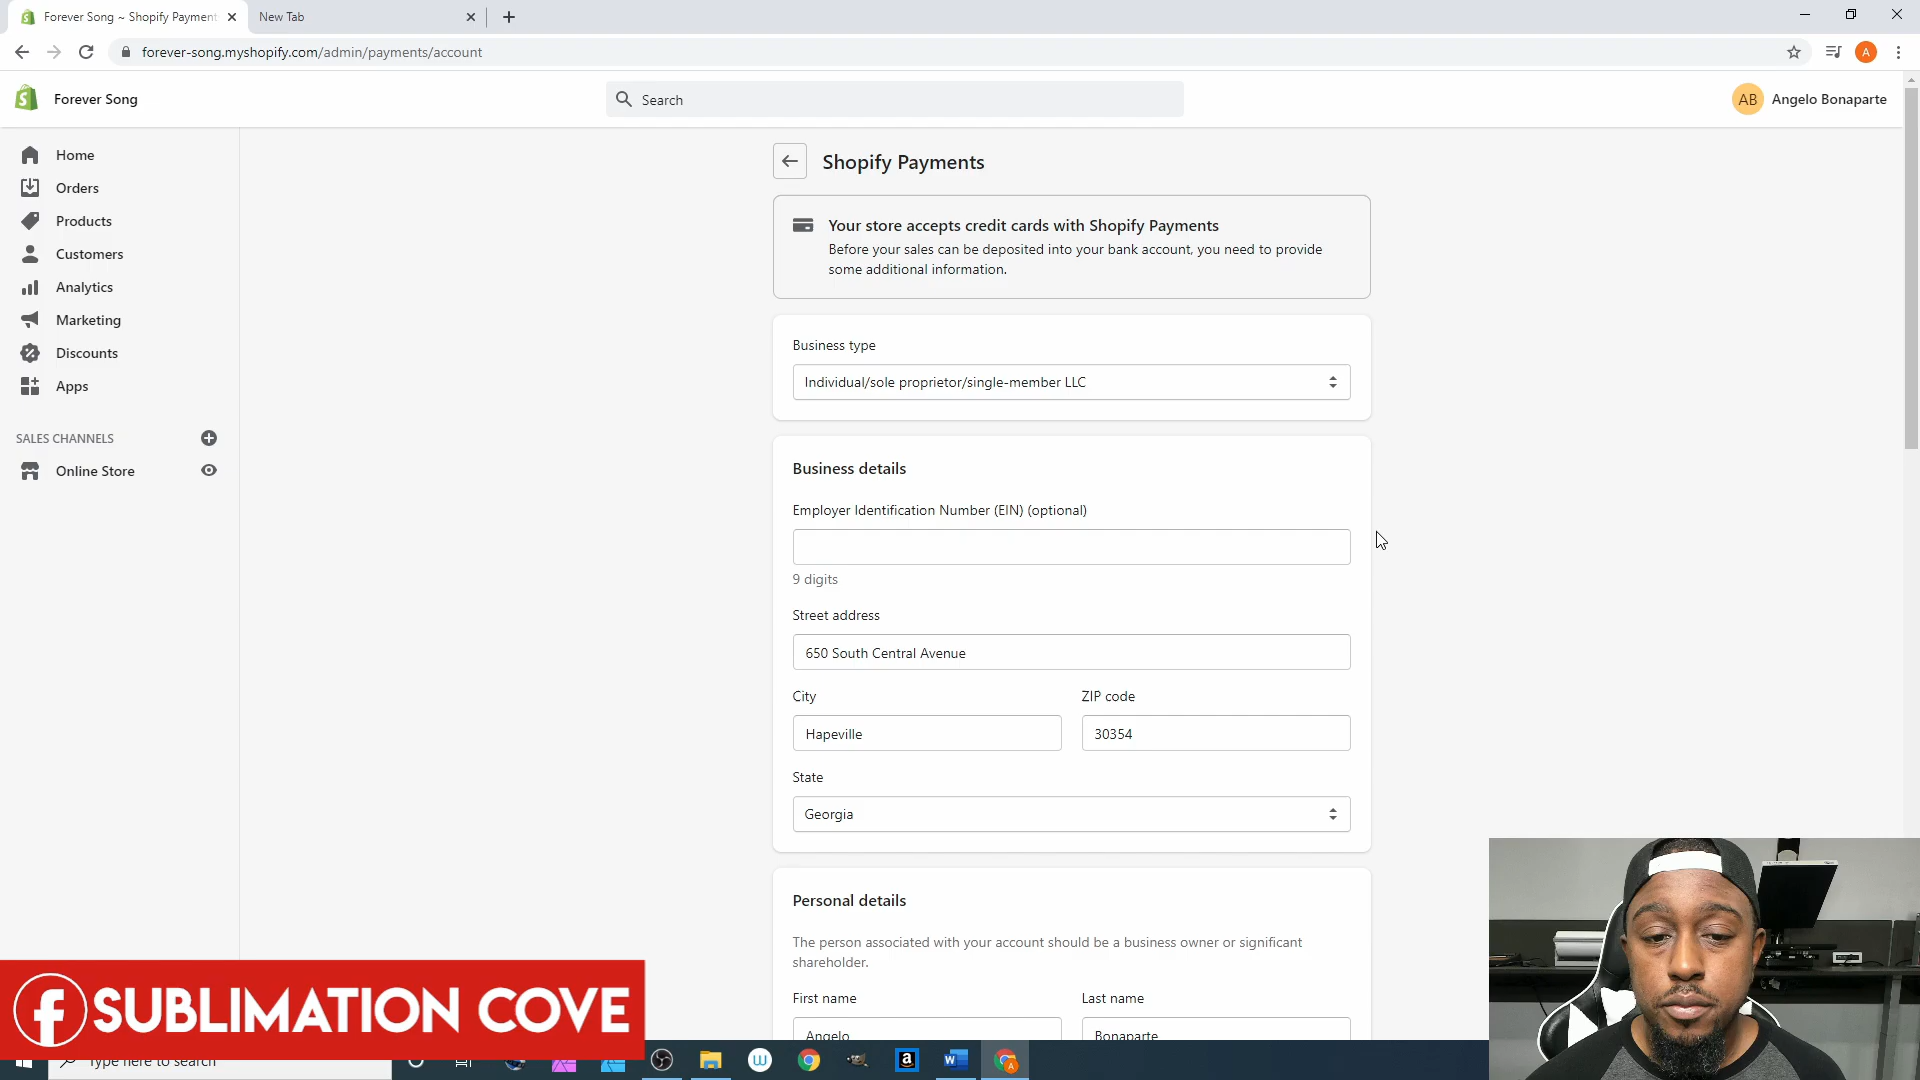 Forever Song ~ Shopify Payment
New Tab
forever-song.myshopify.com/admin/payments/account
A
Forever Song
Search
AB
Angelo Bonaparte
Home
Orders
Products
Customers
Analytics
Marketing
Discounts
Apps
SALES CHANNELS
Online Store
Shopify Payments
Your store accepts credit cards with Shopify Payments
Before your sales can be deposited into your bank account, you need to provide
some additional information.
Business type
Individual/sole proprietor/single-member LLC
Business details
Employer Identification Number (EIN) (optional)
9 digits
Street address
650 South Central Avenue
City
ZIP code
Hapeville
30354
State
Georgia
Personal details
The person associated with your account should be a business owner or significant
shareholder.
First name
Last name
Angelo
Bonaparte
SUBLIMATION COVE
Type here to search